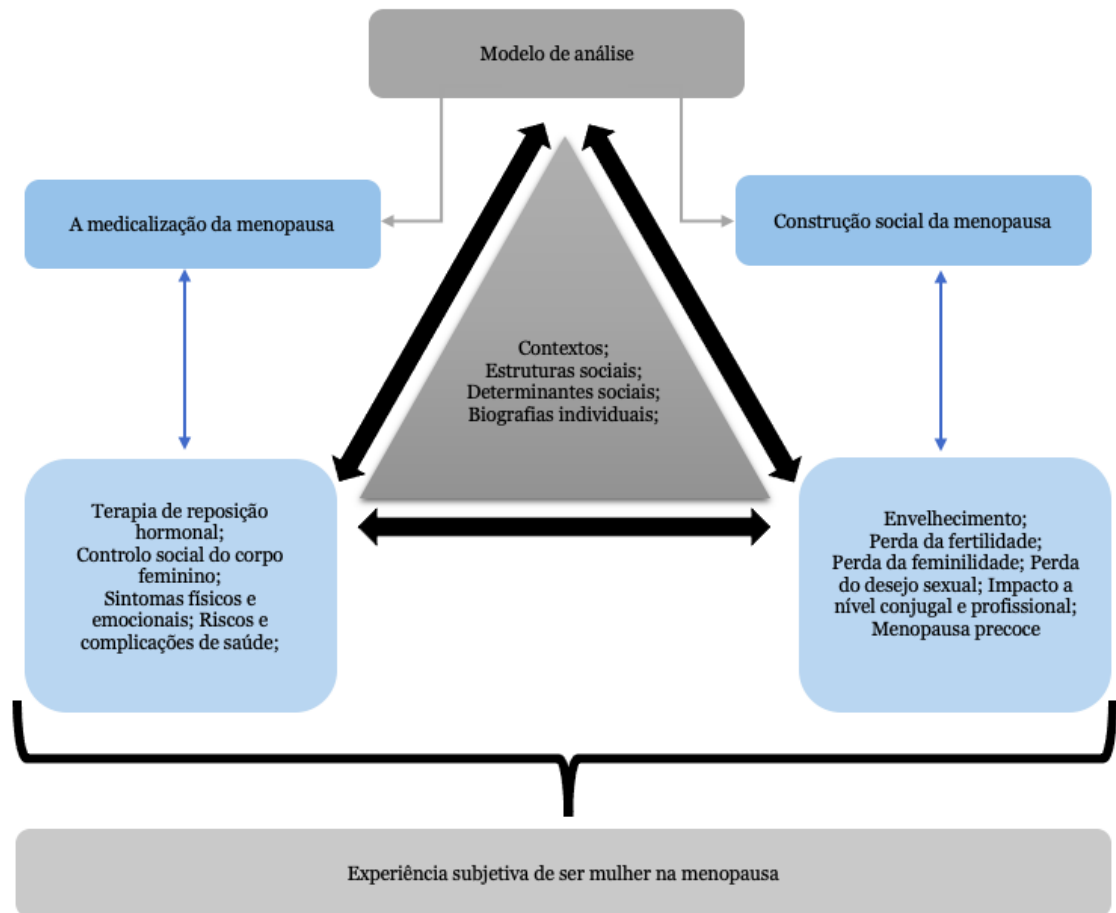 Modelo de análise
A medicalização da menopausa
Construção social da menopausa
Contextos;
Estruturas sociais;
Determinantes sociais;
Biografias individuais;
Terapia de reposição
hormonal;
Controlo social do corpo
feminino;
Sintomas físicos e
emocionais; Riscos e
complicações de saúde;
Envelhecimento;
Perda da fertilidade;
Perda da feminilidade; Perda
do desejo sexual; Impacto a
nível conjugal e profissional;
Menopausa precoce
Experiência subjetiva de ser mulher na menopausa